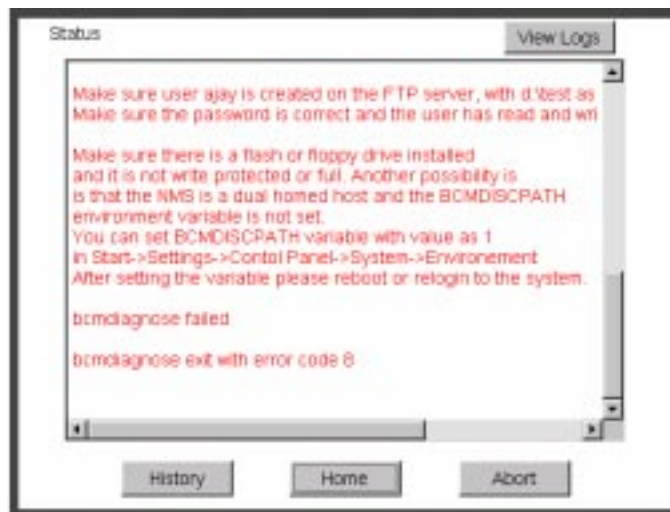 Status
View Logs
Make sure user ajay is created on the FTP server, with d:\test as
Make sure the password is correct and the user has read and wri
Make sure there is a flash or floppy drive installed
and it is not write protected or full. Another possibility is
is that the NMS is a dual homed host and the BCMDISCPATH
environment variable is not set.
You can set BCMDISCPATH variable with value as 1
in Start->Settings->Contol Panel->System->Environement
After setting the variable please reboot or relogin to the system.
bcmdiagnose failed
bcmdiagnose exit with error code 8
History
Home
Abort